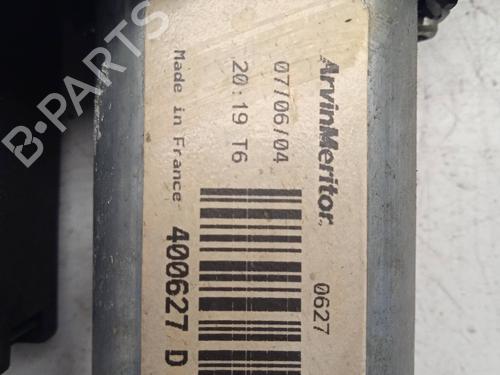 ArvinMeritor
0627
07/06/04
20:19 T6
Made in France 400627 D
B-PARTS